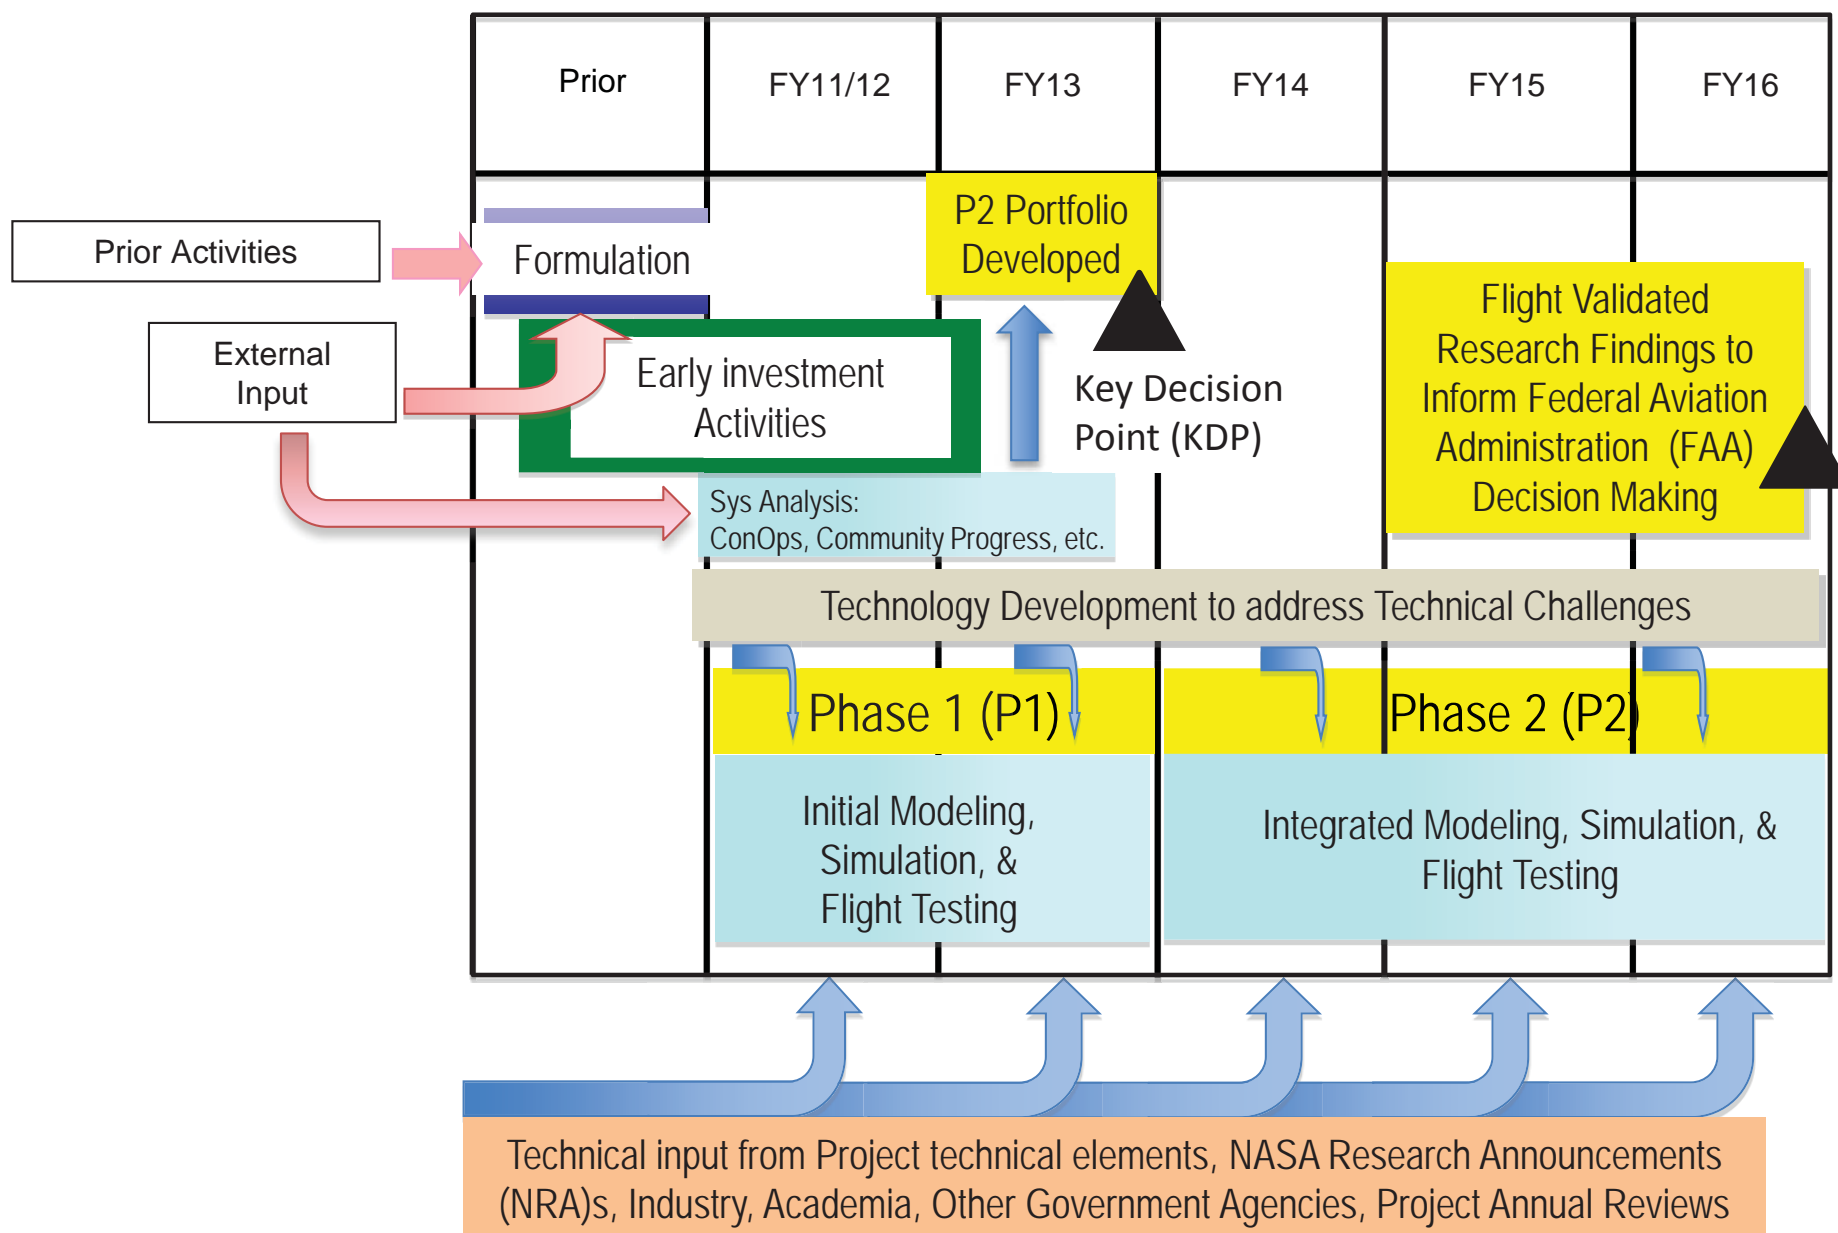 Prior
FY11/12
FY13
FY14
FY15
FY16
Prior Activities
External
Input
Formulation
Early investment
Activities
P2 Portfolio
Developed
Key Decision
Point (KDP)
Flight Validated
Research Findings to
Inform Federal Aviation
Administration (FAA)
Decision Making
Sys Analysis:
ConOps, Community Progress, etc.
Technology Development to address Technical Challenges
Phase 1 (P1)
Phase 2 (P2)
Initial Modeling,
Simulation, &
Flight Testing
Integrated Modeling, Simulation, &
Flight Testing
Technical input from Project technical elements, NASA Research Announcements
(NRA)s, Industry, Academia, Other Government Agencies, Project Annual Reviews